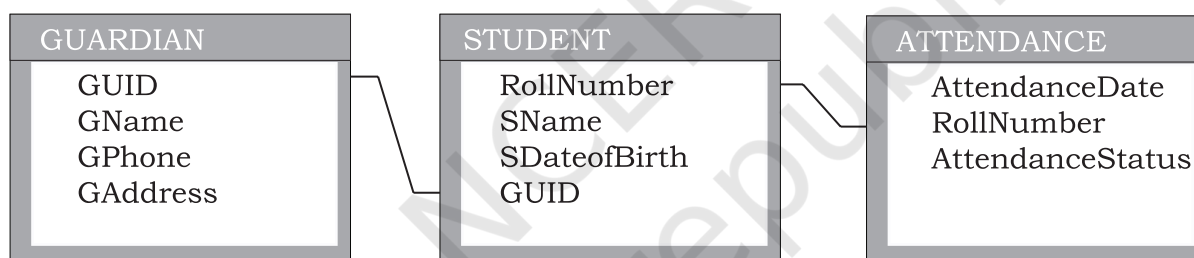 GUARDIAN
GUID
GName
GPhone
GAddress
STUDENT
RollNumber
SName
SDateofBirth
GUID
ATTENDANCE
AttendanceDate
RollNumber
AttendanceStatus